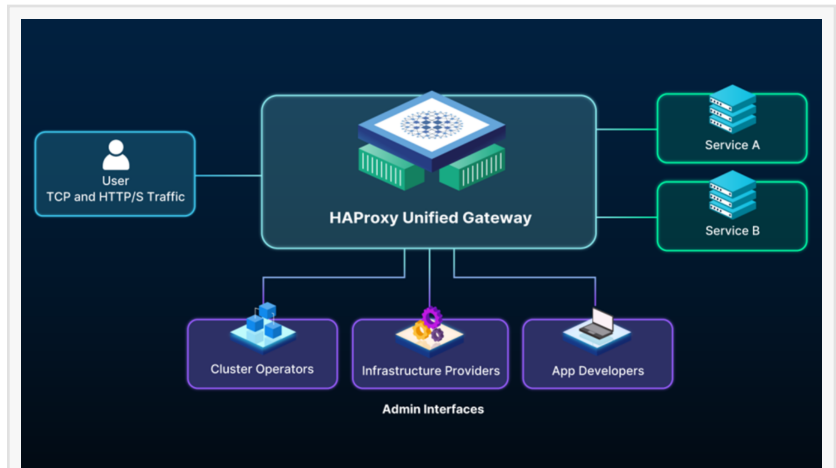 User
TCP and HTTP/S Traffic
HAProxy Unified Gateway
Service A
Service B
Cluster Operators
Infrastructure Providers
App Developers
Admin Interfaces